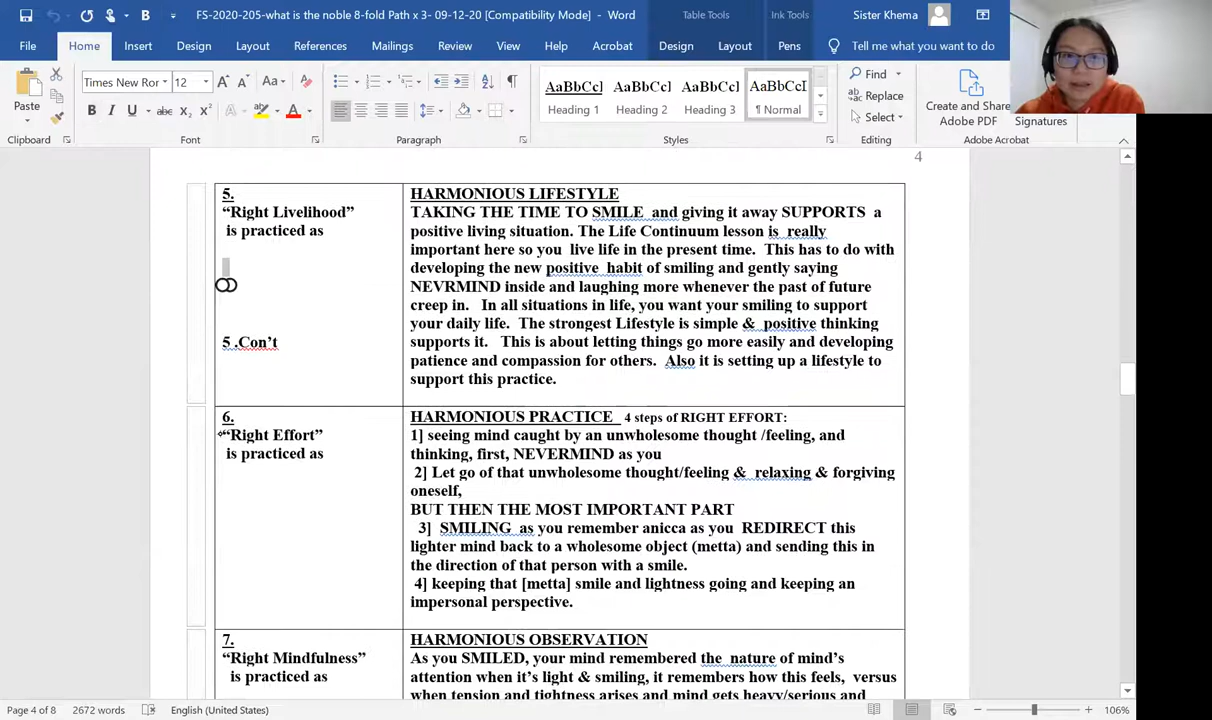 FS-2020-205-what is the noble 8-fold Path x 3- 09-12-20 [Compatibility Mode] - Word
Table Tools
Ink Tools
Sister Khema
File
Home
Insert
Design
Layout
References
Mailings
Review
View
Help
Acrobat
Design
Layout
Pens
Tell me what you want to do
Paste
Times New Ror
12
Clipboard
Font
Paragraph
AaBbCcl
Heading 1
AaBbCcl
Heading 2
AaBbCcl
Heading 3
AaBbCcI
¶ Normal
Styles
Find
Replace
Select
Editing
Create and Share
Adobe PDF
Signatures
Adobe Acrobat
4
5.
“Right Livelihood”
is practiced as
5 .Con’t
HARMONIOUS LIFESTYLE
TAKING THE TIME TO SMILE and giving it away SUPPORTS a
positive living situation. The Life Continuum lesson is really
important here so you live life in the present time. This has to do with
developing the new positive habit of smiling and gently saying
NEVRMIND inside and laughing more whenever the past of future
creep in. In all situations in life, you want your smiling to support
your daily life. The strongest Lifestyle is simple & positive thinking
supports it. This is about letting things go more easily and developing
patience and compassion for others. Also it is setting up a lifestyle to
support this practice.
6.
“Right Effort”
is practiced as
HARMONIOUS PRACTICE 4 steps of RIGHT EFFORT:
1] seeing mind caught by an unwholesome thought /feeling, and
thinking, first, NEVERMIND as you
2] Let go of that unwholesome thought/feeling & relaxing & forgiving
oneself,
BUT THEN THE MOST IMPORTANT PART
3] SMILING as you remember anicca as you REDIRECT this
lighter mind back to a wholesome object (metta) and sending this in
the direction of that person with a smile.
4] keeping that [metta] smile and lightness going and keeping an
impersonal perspective.
7.
“Right Mindfulness”
is practiced as
HARMONIOUS OBSERVATION
As you SMILED, your mind remembered the nature of mind’s
attention when it’s light & smiling, it remembers how this feels, versus
when tension and tightness arises and mind gets heavy/serious and
Page 4 of 8
2672 words
English (United States)
106%